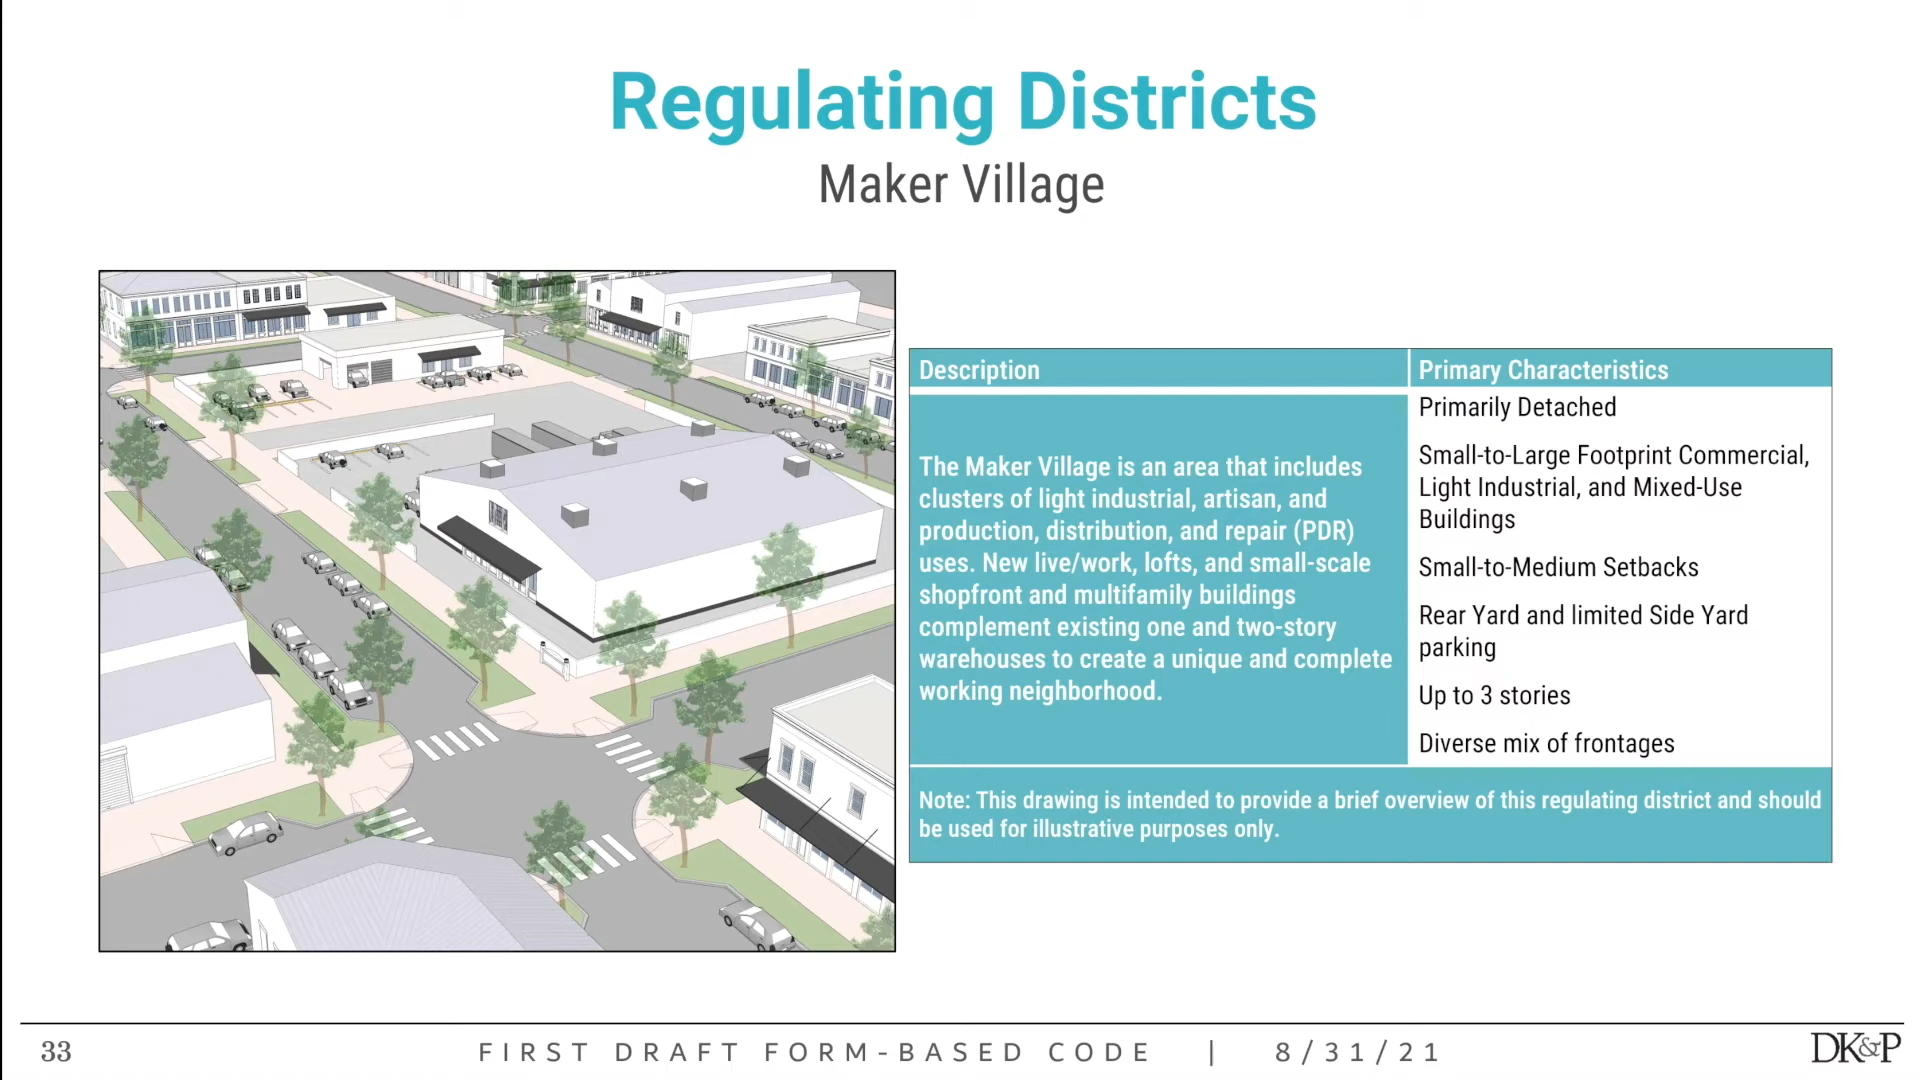 Regulating Districts
Maker Village
Description
The Maker Village is an area that includes
clusters of light industrial, artisan, and
production, distribution, and repair (PDR)
uses. New live/work, lofts, and small-scale
shopfront and multifamily buildings
complement existing one and two-story
warehouses to create a unique and complete
working neighborhood.
Primary Characteristics
Primarily Detached
Small-to-Large Footprint Commercial,
Light Industrial, and Mixed-Use
Buildings
Small-to-Medium Setbacks
Rear Yard and limited Side Yard
parking
Up to 3 stories
Diverse mix of frontages
Note: This drawing is intended to provide a brief overview of this regulating district and should
be used for illustrative purposes only.
33
FIRST DRAFT FORM-BASED CODE | 8/31/21
DK&P